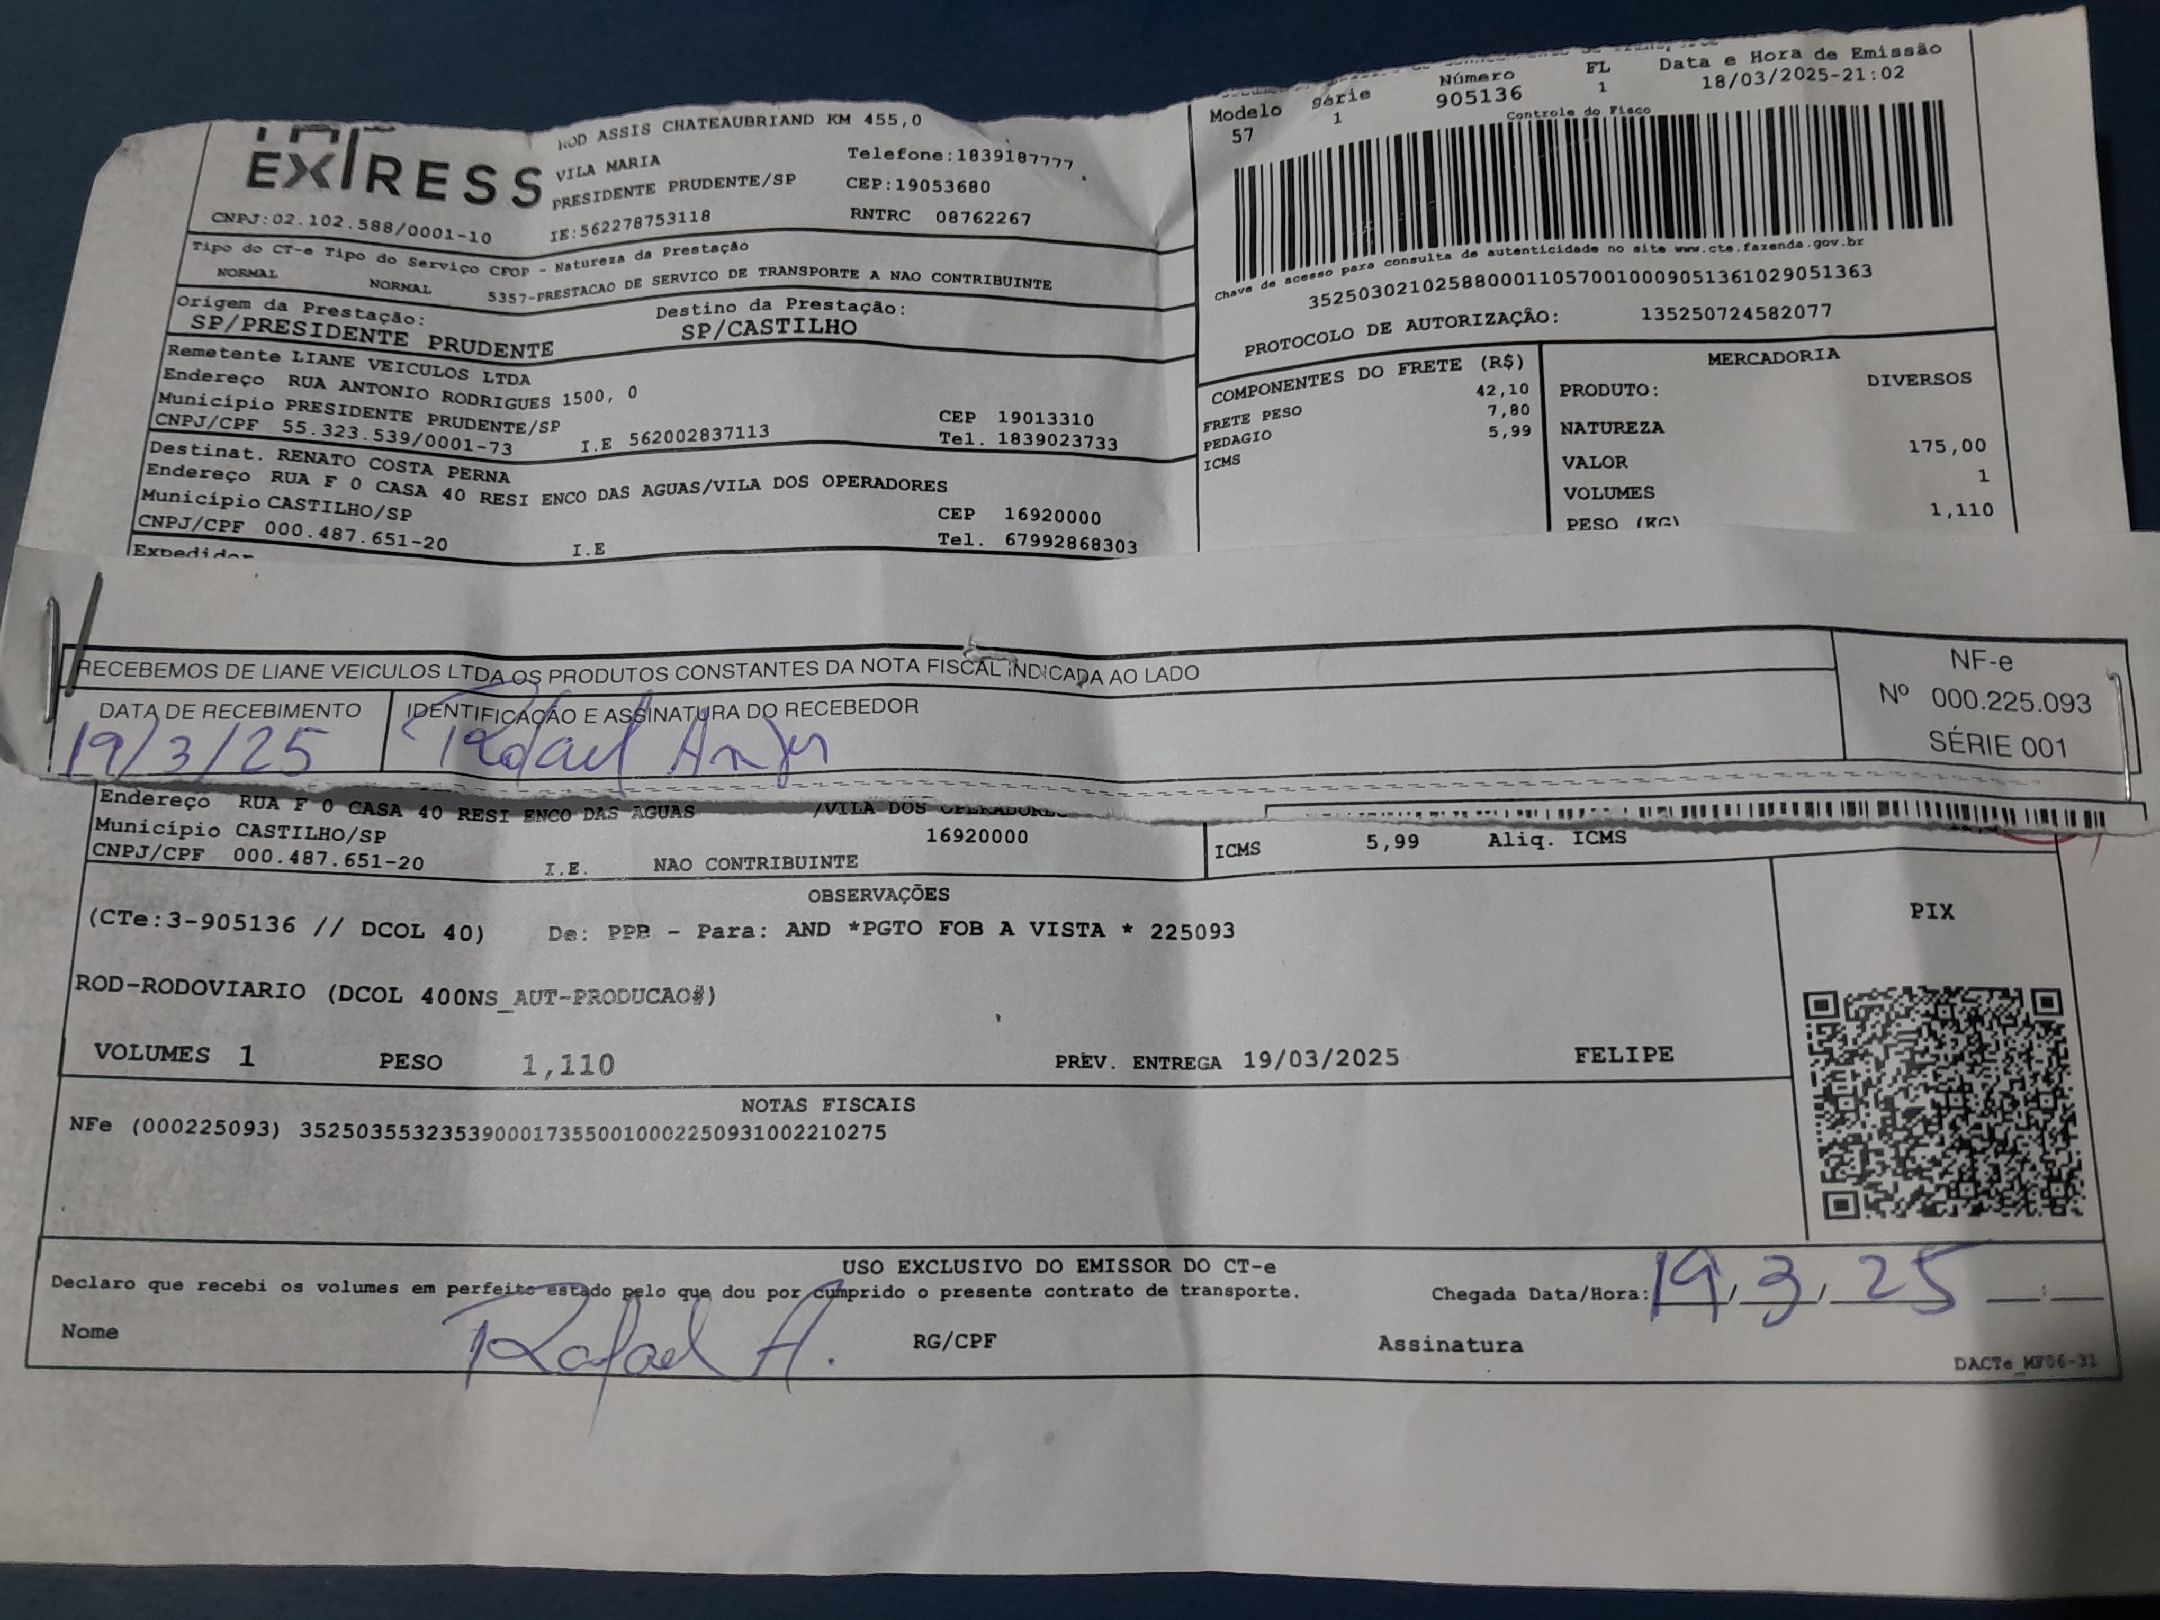 EXPRESS
ROD ASSIS CHATEAUBRIAND KM 455,0
VILA MARIA Telefone:1839187777
PRESIDENTE PRUDENTE/SP CEP:19053680
CNPJ:02.102.588/0001-10 IE:562278753118 RNTRC 08762267
Tipo do CT-e Tipo do Serviço CFOP - Natureza da Prestação
NORMAL NORMAL 5357-PRESTACAO DE SERVICO DE TRANSPORTE A NAO CONTRIBUINTE
Origem da Prestação: Destino da Prestação:
SP/PRESIDENTE PRUDENTE SP/CASTILHO
Remetente LIANE VEICULOS LTDA
Endereço RUA ANTONIO RODRIGUES 1500, 0
Município PRESIDENTE PRUDENTE/SP CEP 19013310
CNPJ/CPF 55.323.539/0001-73 I.E 562002837113 Tel. 1839023733
Destinat. RENATO COSTA PERNA
Endereço RUA F 0 CASA 40 RESI ENCO DAS AGUAS/VILA DOS OPERADORES
Município CASTILHO/SP CEP 16920000
CNPJ/CPF 000.487.651-20 I.E Tel. 67992868303
Expedidor
Modelo Série Número FL Data e Hora de Emissão
57 1 905136 1 18/03/2025-21:02
Controle do Fisco
Chave de acesso para consulta de autenticidade no site www.cte.fazenda.gov.br
35250302102588000110570010009051361029051363
PROTOCOLO DE AUTORIZAÇÃO: 135250724582077
COMPONENTES DO FRETE (R$)
FRETE PESO 42,10
PEDAGIO 7,80
ICMS 5,99
MERCADORIA
PRODUTO: DIVERSOS
NATUREZA
VALOR 175,00
VOLUMES 1
PESO (KG) 1,110
RECEBEMOS DE LIANE VEICULOS LTDA OS PRODUTOS CONSTANTES DA NOTA FISCAL INDICADA AO LADO
DATA DE RECEBIMENTO IDENTIFICAÇÃO E ASSINATURA DO RECEBEDOR
19/3/25 Rafael
NF-e
Nº 000.225.093
SÉRIE 001
Endereço RUA F 0 CASA 40 RESI ENCO DAS AGUAS /VILA DOS OPERADORES
Município CASTILHO/SP 16920000
CNPJ/CPF 000.487.651-20 I.E. NAO CONTRIBUINTE
ICMS 5,99 Aliq. ICMS
OBSERVAÇÕES
(CTe:3-905136 // DCOL 40) De: PPB - Para: AND *PGTO FOB A VISTA * 225093
ROD-RODOVIARIO (DCOL 400NS_AUT-PRODUCAO#)
VOLUMES 1 PESO 1,110 PREV. ENTREGA 19/03/2025 FELIPE
PIX
NOTAS FISCAIS
NFe (000225093) 35250355323539000173550010002250931002210275
USO EXCLUSIVO DO EMISSOR DO CT-e
Declaro que recebi os volumes em perfeito estado pelo que dou por cumprido o presente contrato de transporte.
Chegada Data/Hora: 19/3/25 __:__
Nome Rafael A. RG/CPF Assinatura
DACTe_MF06-31